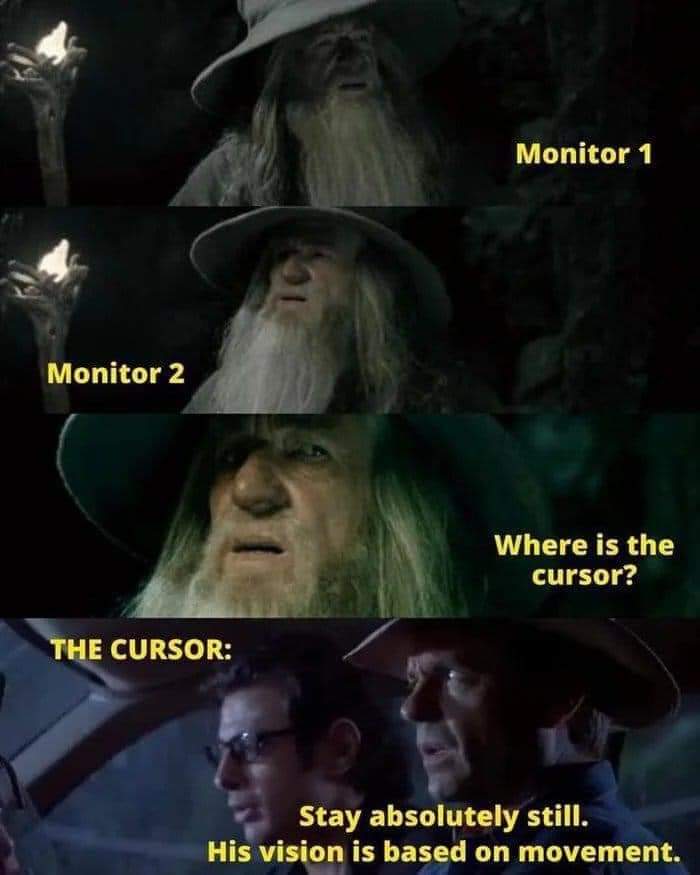 Monitor 1
Monitor 2
Where is the
cursor?
THE CURSOR:
Stay absolutely still.
His vision is based on movement.